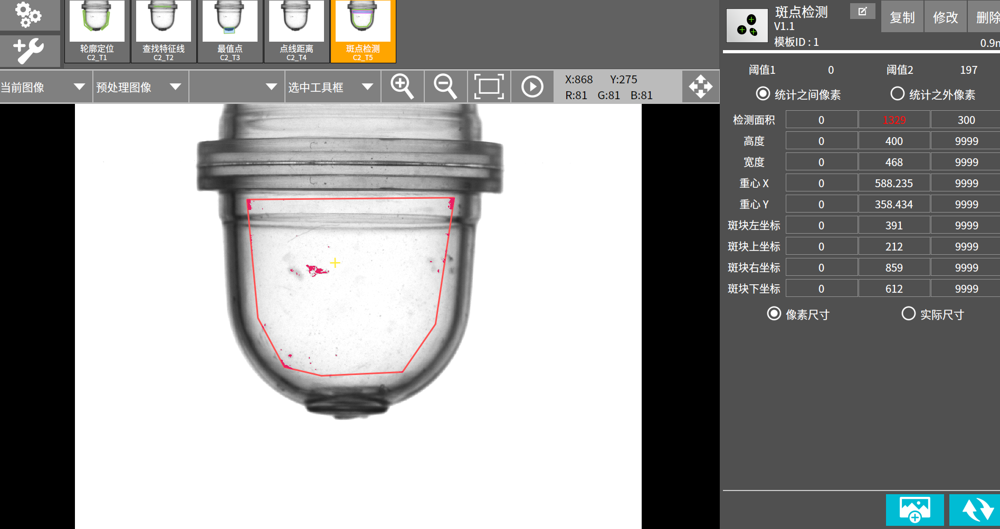 轮廓定位
C2_T1
查找特征线
C2_T2
最值点
C2_T3
点线距离
C2_T4
斑点检测
C2_T5
当前图像
预处理图像
选中工具框
X:868 Y:275
R:81 G:81 B:81
斑点检测
V1.1
模板ID : 1
复制
修改
删除
0.9m
阈值1 0 阈值2 197
统计之间像素 统计之外像素
检测面积 0 1329 300
高度 0 400 9999
宽度 0 468 9999
重心 X 0 588.235 9999
重心 Y 0 358.434 9999
斑块左坐标 0 391 9999
斑块上坐标 0 212 9999
斑块右坐标 0 859 9999
斑块下坐标 0 612 9999
像素尺寸 实际尺寸